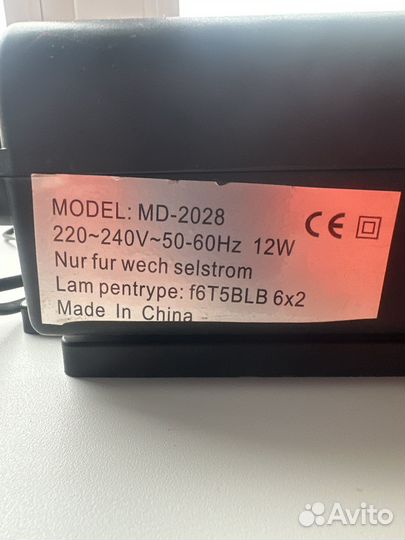 MODEL: MD-2028
220~240V~50-60Hz 12W
CE
Nur fur wech selstrom
Lam pentrype: f6T5BLB 6x2
Made In China
Avito